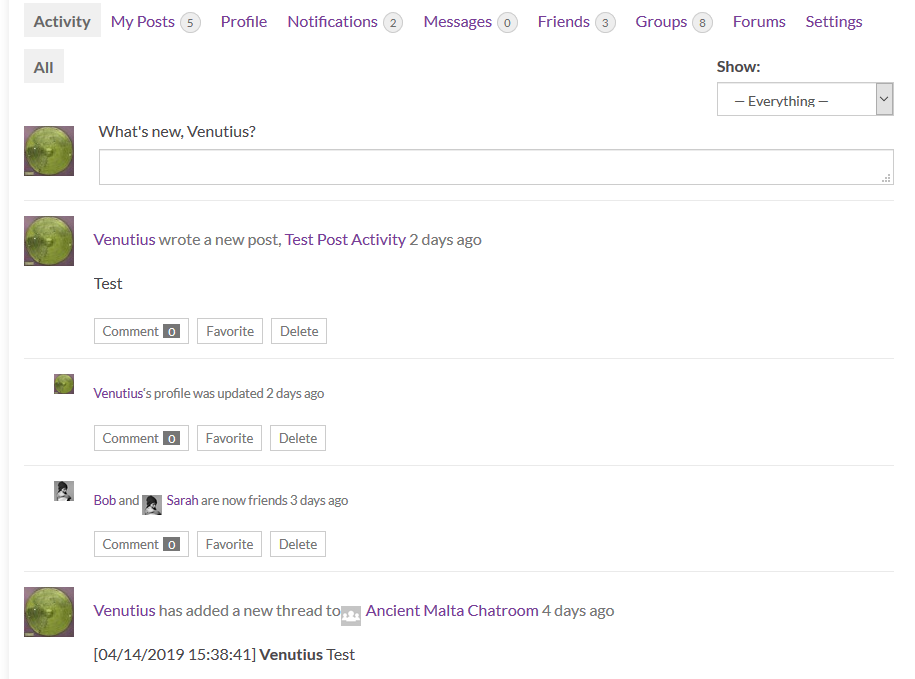 Activity My Posts 5 Profile Notifications 2 Messages 0 Friends 3 Groups 8 Forums Settings
All
Show:
— Everything —
What's new, Venutius?
Venutius wrote a new post, Test Post Activity 2 days ago
Test
Comment 0 Favorite Delete
Venutius's profile was updated 2 days ago
Comment 0 Favorite Delete
Bob and Sarah are now friends 3 days ago
Comment 0 Favorite Delete
Venutius has added a new thread to Ancient Malta Chatroom 4 days ago
[04/14/2019 15:38:41] Venutius Test